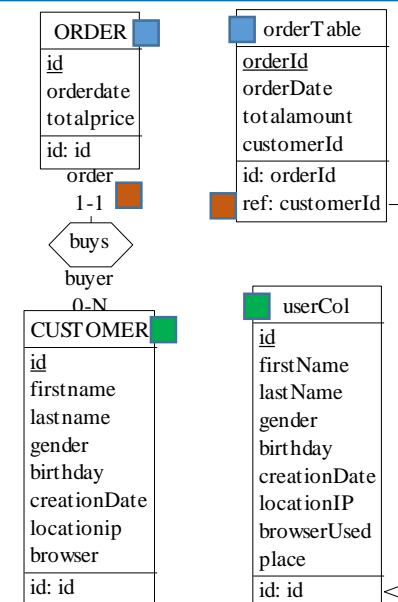 ORDER
id
orderdate
totalprice
id: id
order
1-1
buys
buyer
0-N
CUSTOMER
id
firstname
lastname
gender
birthday
creationDate
locationip
browser
id: id
orderTable
orderId
orderDate
totalamount
customerId
id: orderId
ref: customerId
userCol
id
firstName
lastName
gender
birthday
creationDate
locationIP
browserUsed
place
id: id